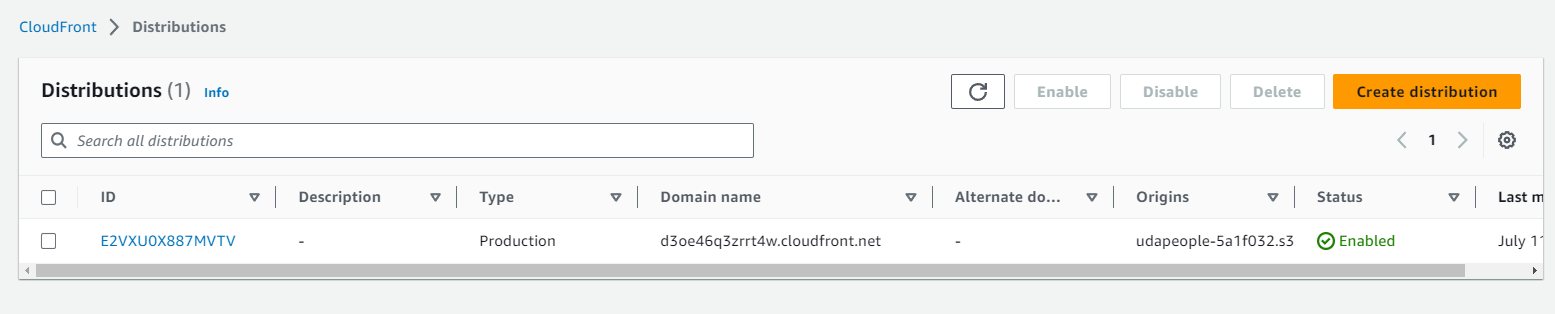 CloudFront > Distributions
Distributions (1) Info
Enable Disable Delete Create distribution
Search all distributions
1
ID Description Type Domain name Alternate do... Origins Status Last m
E2VXU0X887MVTV - Production d3oe46q3zrrt4w.cloudfront.net - udapeople-5a1f032.s3 Enabled July 11